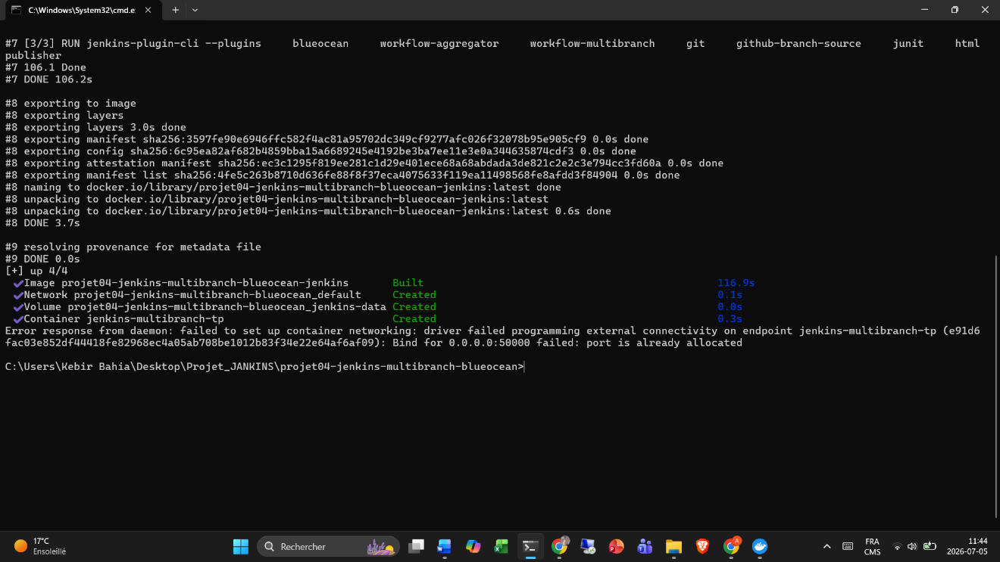 C:\Windows\System32\cmd.e
#7 [3/3] RUN jenkins-plugin-cli --plugins     blueocean     workflow-aggregator     workflow-multibranch     git     github-branch-source     junit     html
publisher
#7 106.1 Done
#7 DONE 106.2s
#8 exporting to image
#8 exporting layers
#8 exporting layers 3.0s done
#8 exporting manifest sha256:3597fe90e6946ffc582f4ac81a95702dc349cf9277afc026f32078b95e905cf9 0.0s done
#8 exporting config sha256:6c95ea82af682b4859bba15a6689245e4192be3ba7ee11e3e0a344635874cdf3 0.0s done
#8 exporting attestation manifest sha256:ec3c1295f819ee281c1d29e401ece68a68abdada3de821c2e2c3e794cc3fd60a 0.0s done
#8 exporting manifest list sha256:4fe5c263b8710d636fe88f8f37eca4075633f119ea11498568fe8afdd3f84904 0.0s done
#8 naming to docker.io/library/projet04-jenkins-multibranch-blueocean-jenkins:latest done
#8 unpacking to docker.io/library/projet04-jenkins-multibranch-blueocean-jenkins:latest
#8 unpacking to docker.io/library/projet04-jenkins-multibranch-blueocean-jenkins:latest 0.6s done
#8 DONE 3.7s
#9 resolving provenance for metadata file
#9 DONE 0.0s
[+] up 4/4
✔Image projet04-jenkins-multibranch-blueocean-jenkins Built 116.9s
✔Network projet04-jenkins-multibranch-blueocean_default Created 0.1s
✔Volume projet04-jenkins-multibranch-blueocean_jenkins-data Created 0.0s
✔Container jenkins-multibranch-tp Created 0.3s
Error response from daemon: failed to set up container networking: driver failed programming external connectivity on endpoint jenkins-multibranch-tp (e91d6
fac03e852df44418fe82968ec4a05ab708be1012b83f34e22e64af6af09): Bind for 0.0.0.0:50000 failed: port is already allocated
C:\Users\Kebir Bahia\Desktop\Projet_JANKINS\projet04-jenkins-multibranch-blueocean>
17°C
Ensoleillé
Rechercher
FRA
CMS
11:44
2026-07-05